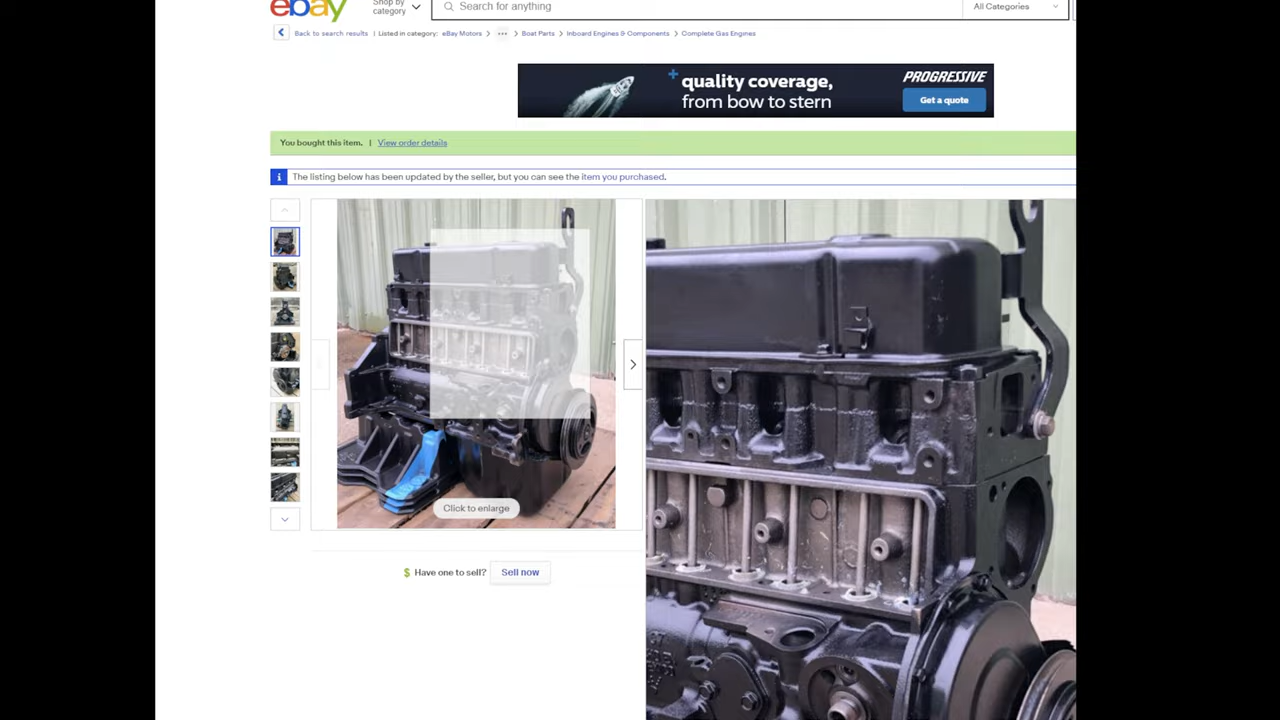 ebay
Shop by
category
Search for anything
All Categories
Back to search results | Listed in category: eBay Motors > ... > Boat Parts > Inboard Engines & Components > Complete Gas Engines
quality coverage,
from bow to stern
PROGRESSIVE
Get a quote
You bought this item. | View order details
i The listing below has been updated by the seller, but you can see the item you purchased.
Click to enlarge
$ Have one to sell? Sell now